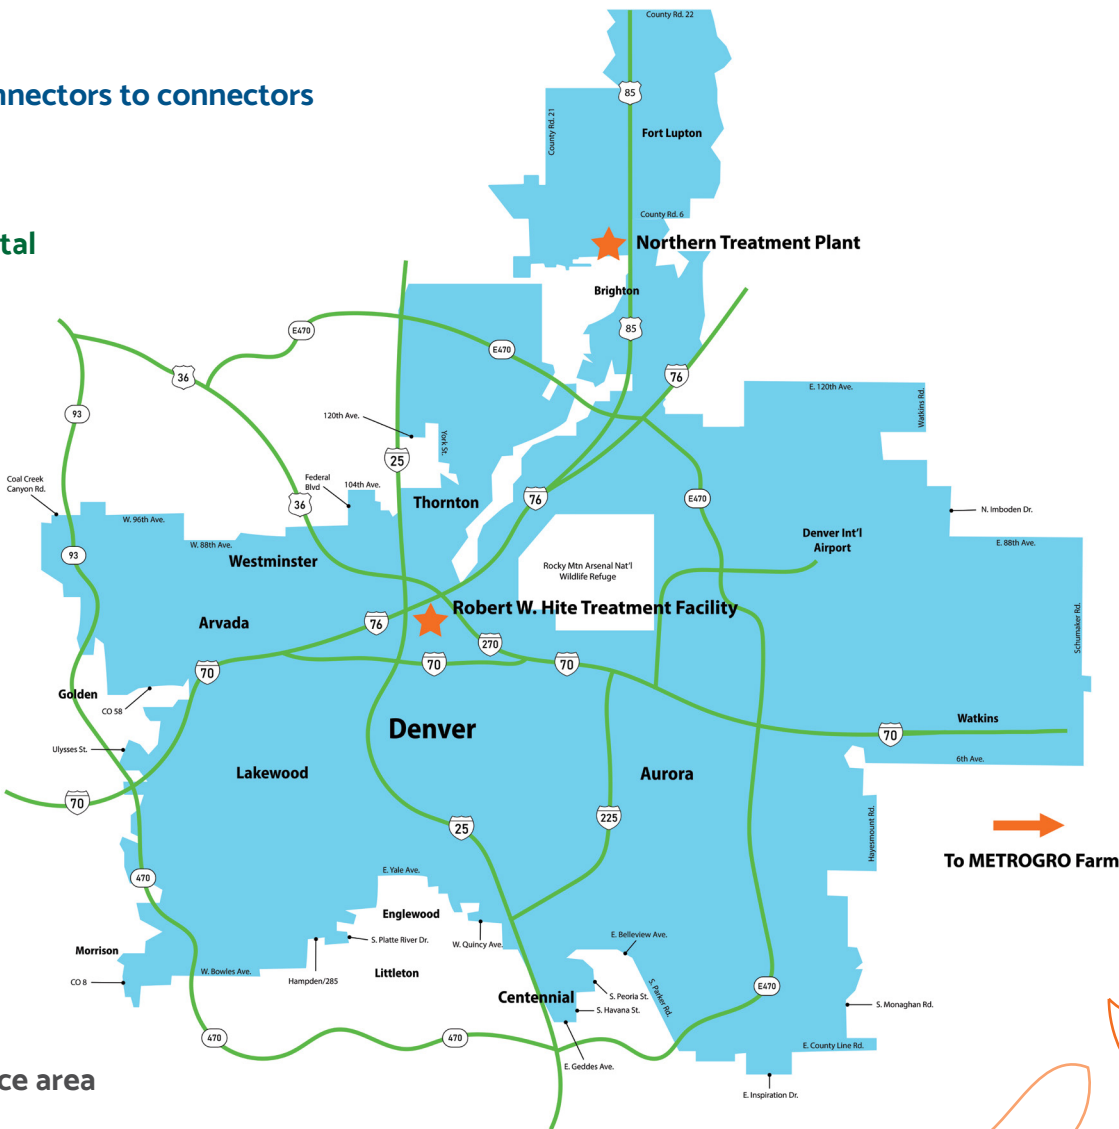 County Rd. 22
nnectors to connectors
85
County Rd. 21
Fort Lupton
County Rd. 6
tal
Northern Treatment Plant
Brighton
E470
85
E470
36
76
E. 120th Ave.
Watkins Rd.
93
120th Ave.
York St.
25
Coal Creek
Canyon Rd.
Federal
Blvd
104th Ave.
36
Thornton
76
E470
N. Imboden Dr.
W. 96th Ave.
W. 88th Ave.
93
Westminster
Denver Int'l
Airport
E. 88th Ave.
Rocky Mtn Arsenal Nat'l
Wildlife Refuge
Robert W. Hite Treatment Facility
Arvada
76
270
Schumaker Rd.
70
70
70
Golden
CO 58
Denver
Watkins
70
Ulysses St.
6th Ave.
Lakewood
Aurora
70
25
225
Hayesmount Rd.
To METROGRO Farm
470
E. Yale Ave.
Englewood
S. Platte River Dr.
W. Quincy Ave.
E. Belleview Ave.
Morrison
W. Bowles Ave.
Littleton
Hampden/285
CO 8
Centennial
S. Peoria St.
S. Parker Rd.
E470
S. Havana St.
S. Monaghan Rd.
470
470
E. County Line Rd.
E. Geddes Ave.
ce area
E. Inspiration Dr.